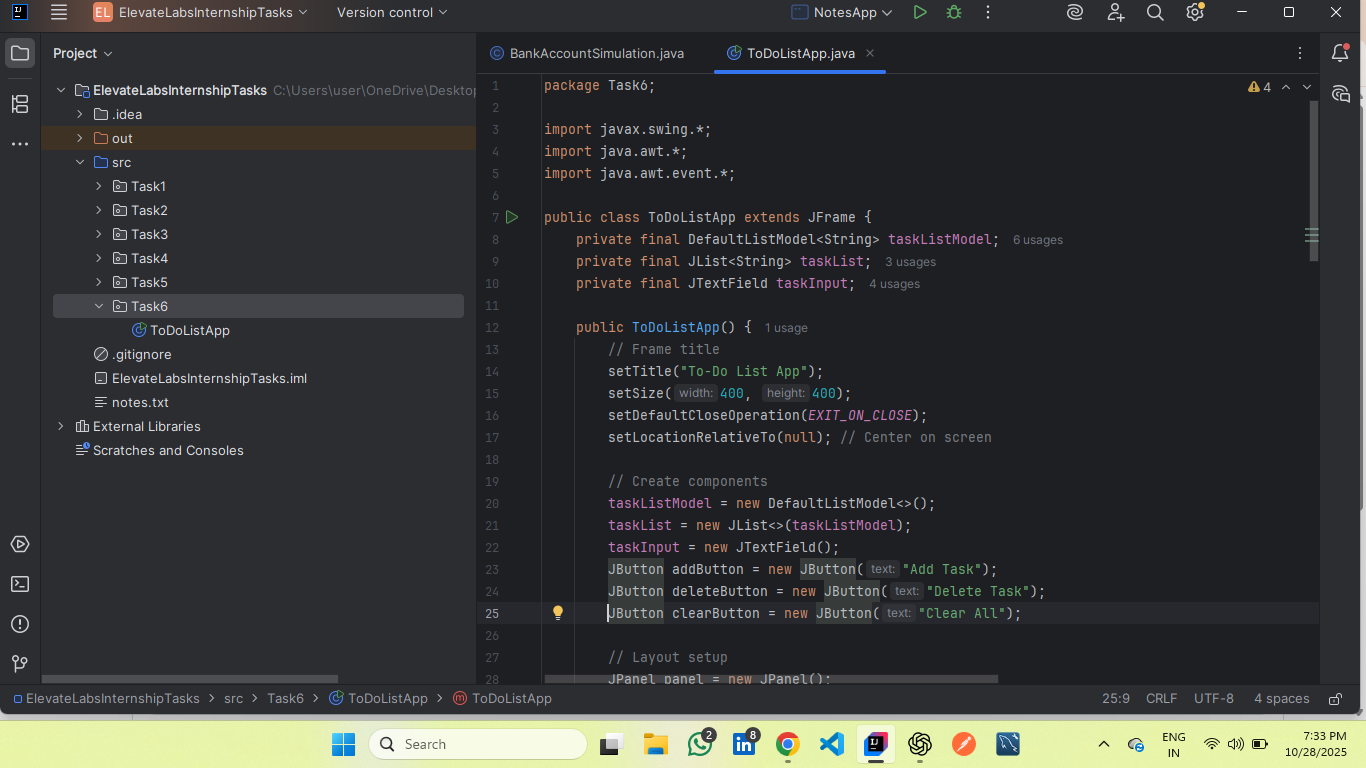 EL ElevateLabsInternshipTasks Version control NotesApp
Project
ElevateLabsInternshipTasks C:\Users\user\OneDrive\Desktop
.idea
out
src
Task1
Task2
Task3
Task4
Task5
Task6
ToDoListApp
.gitignore
ElevateLabsInternshipTasks.iml
notes.txt
External Libraries
Scratches and Consoles
BankAccountSimulation.java ToDoListApp.java
4
1 package Task6;
2
3 import javax.swing.*;
4 import java.awt.*;
5 import java.awt.event.*;
6
7 public class ToDoListApp extends JFrame {
8 private final DefaultListModel<String> taskListModel; 6 usages
9 private final JList<String> taskList; 3 usages
10 private final JTextField taskInput; 4 usages
11
12 public ToDoListApp() { 1 usage
13 // Frame title
14 setTitle("To-Do List App");
15 setSize( width: 400, height: 400);
16 setDefaultCloseOperation(EXIT_ON_CLOSE);
17 setLocationRelativeTo(null); // Center on screen
18
19 // Create components
20 taskListModel = new DefaultListModel<>();
21 taskList = new JList<>(taskListModel);
22 taskInput = new JTextField();
23 JButton addButton = new JButton( text: "Add Task");
24 JButton deleteButton = new JButton( text: "Delete Task");
25 JButton clearButton = new JButton( text: "Clear All");
26
27 // Layout setup
28 JPanel panel = new JPanel();
ElevateLabsInternshipTasks > src > Task6 > ToDoListApp > ToDoListApp 25:9 CRLF UTF-8 4 spaces
Search 2 8
ENG
IN
7:33 PM
10/28/2025